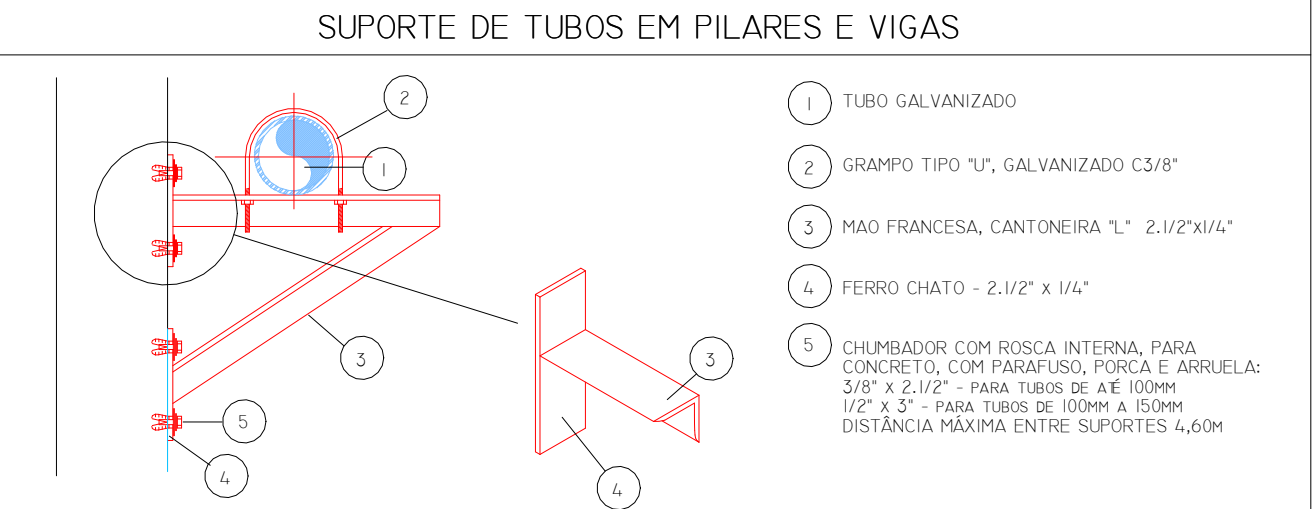 SUPORTE DE TUBOS EM PILARES E VIGAS
2
1
3
5
4
3
4
1 TUBO GALVANIZADO
2 GRAMPO TIPO "U", GALVANIZADO C3/8"
3 MAO FRANCESA, CANTONEIRA "L" 2.1/2"x1/4"
4 FERRO CHATO - 2.1/2" x 1/4"
5 CHUMBADOR COM ROSCA INTERNA, PARA
CONCRETO, COM PARAFUSO, PORCA E ARRUELA:
3/8" x 2.1/2" - PARA TUBOS DE ATÉ 100MM
1/2" x 3" - PARA TUBOS DE 100MM A 150MM
DISTÂNCIA MÁXIMA ENTRE SUPORTES 4,60M